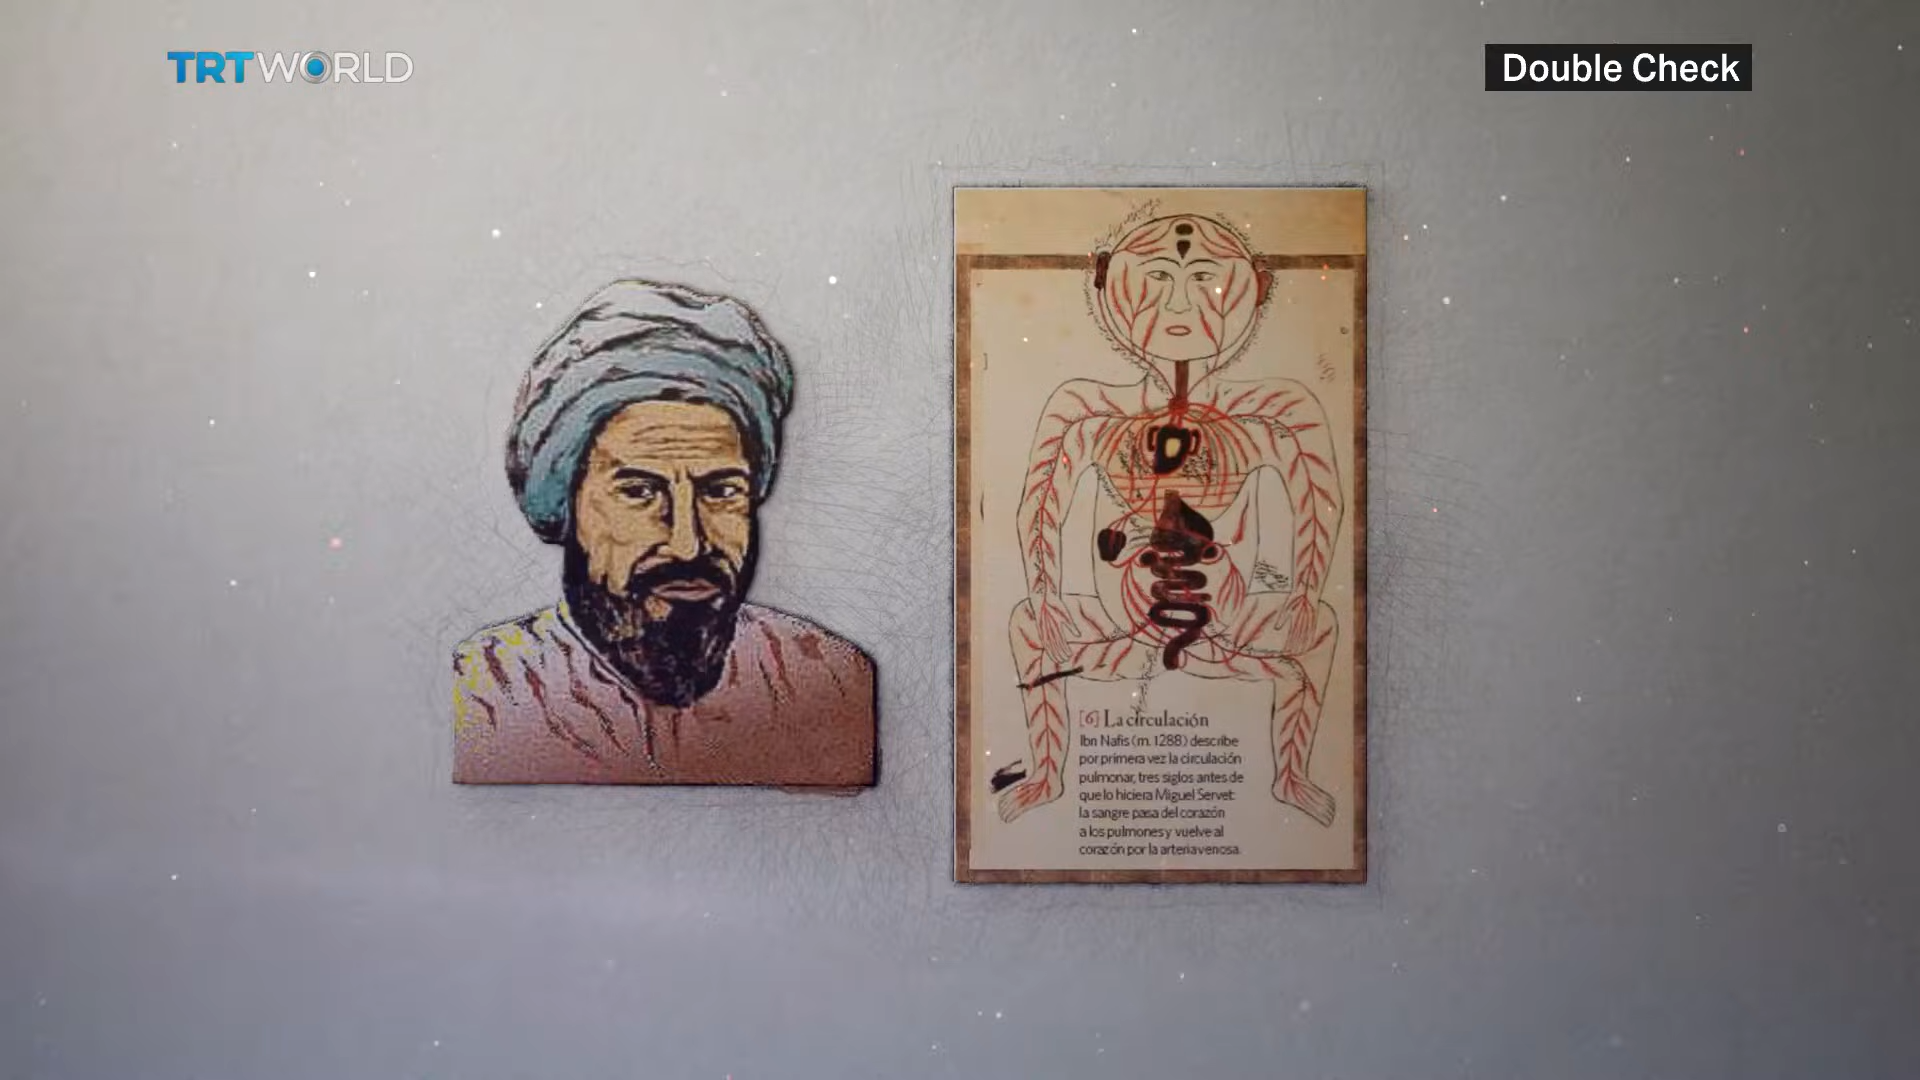 TRT WORLD
Double Check
[6] La circulación
Ibn Nafis (m. 1288) describe
por primera vez la circulación
pulmonar, tres siglos antes de
que lo hiciera Miguel Servet:
la sangre pasa del corazón
a los pulmones y vuelve al
corazón por la arteria venosa.